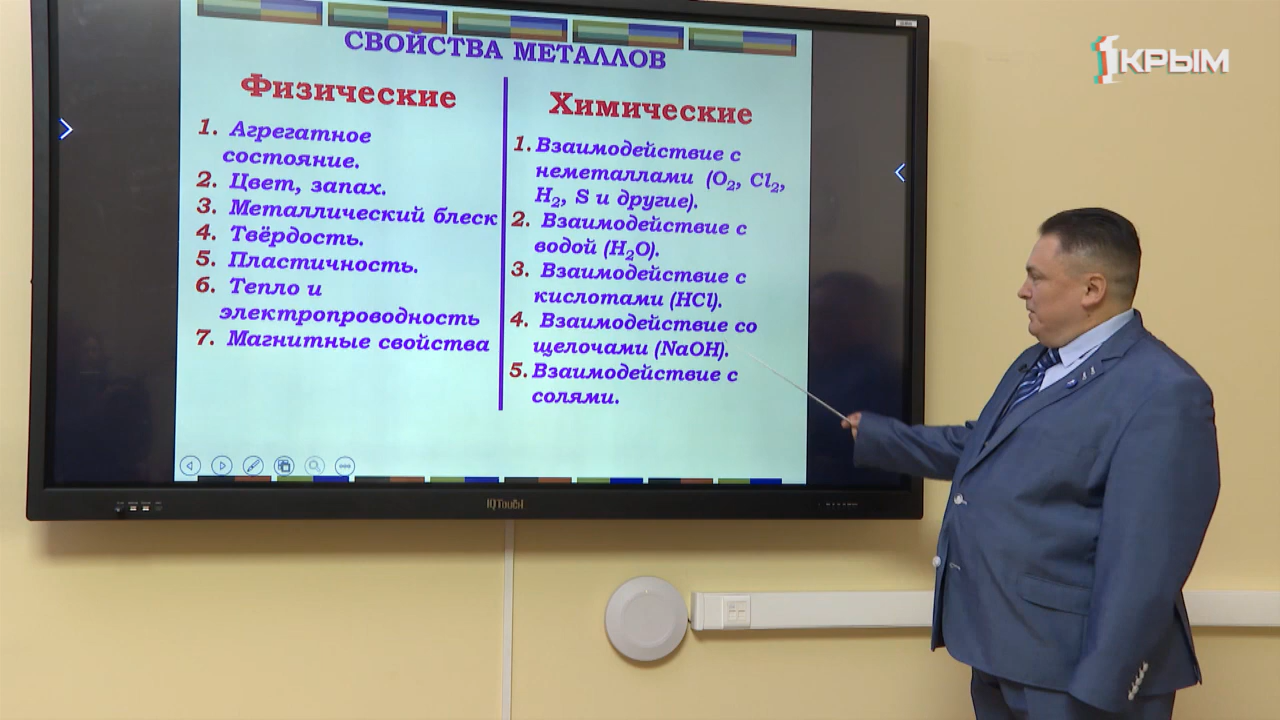 СВОЙСТВА МЕТАЛЛОВ
Физические
1. Агрегатное
состояние.
2. Цвет, запах.
3. Металлический блеск
4. Твёрдость.
5. Пластичность.
6. Тепло и
электропроводность
7. Магнитные свойства
Химические
1. Взаимодействие с
неметаллами (O₂, Cl₂,
H₂, S и другие).
2. Взаимодействие с
водой (H₂O).
3. Взаимодействие с
кислотами (HCl).
4. Взаимодействие со
щелочами (NaOH).
5. Взаимодействие с
солями.
1КРЫМ
IQTouch